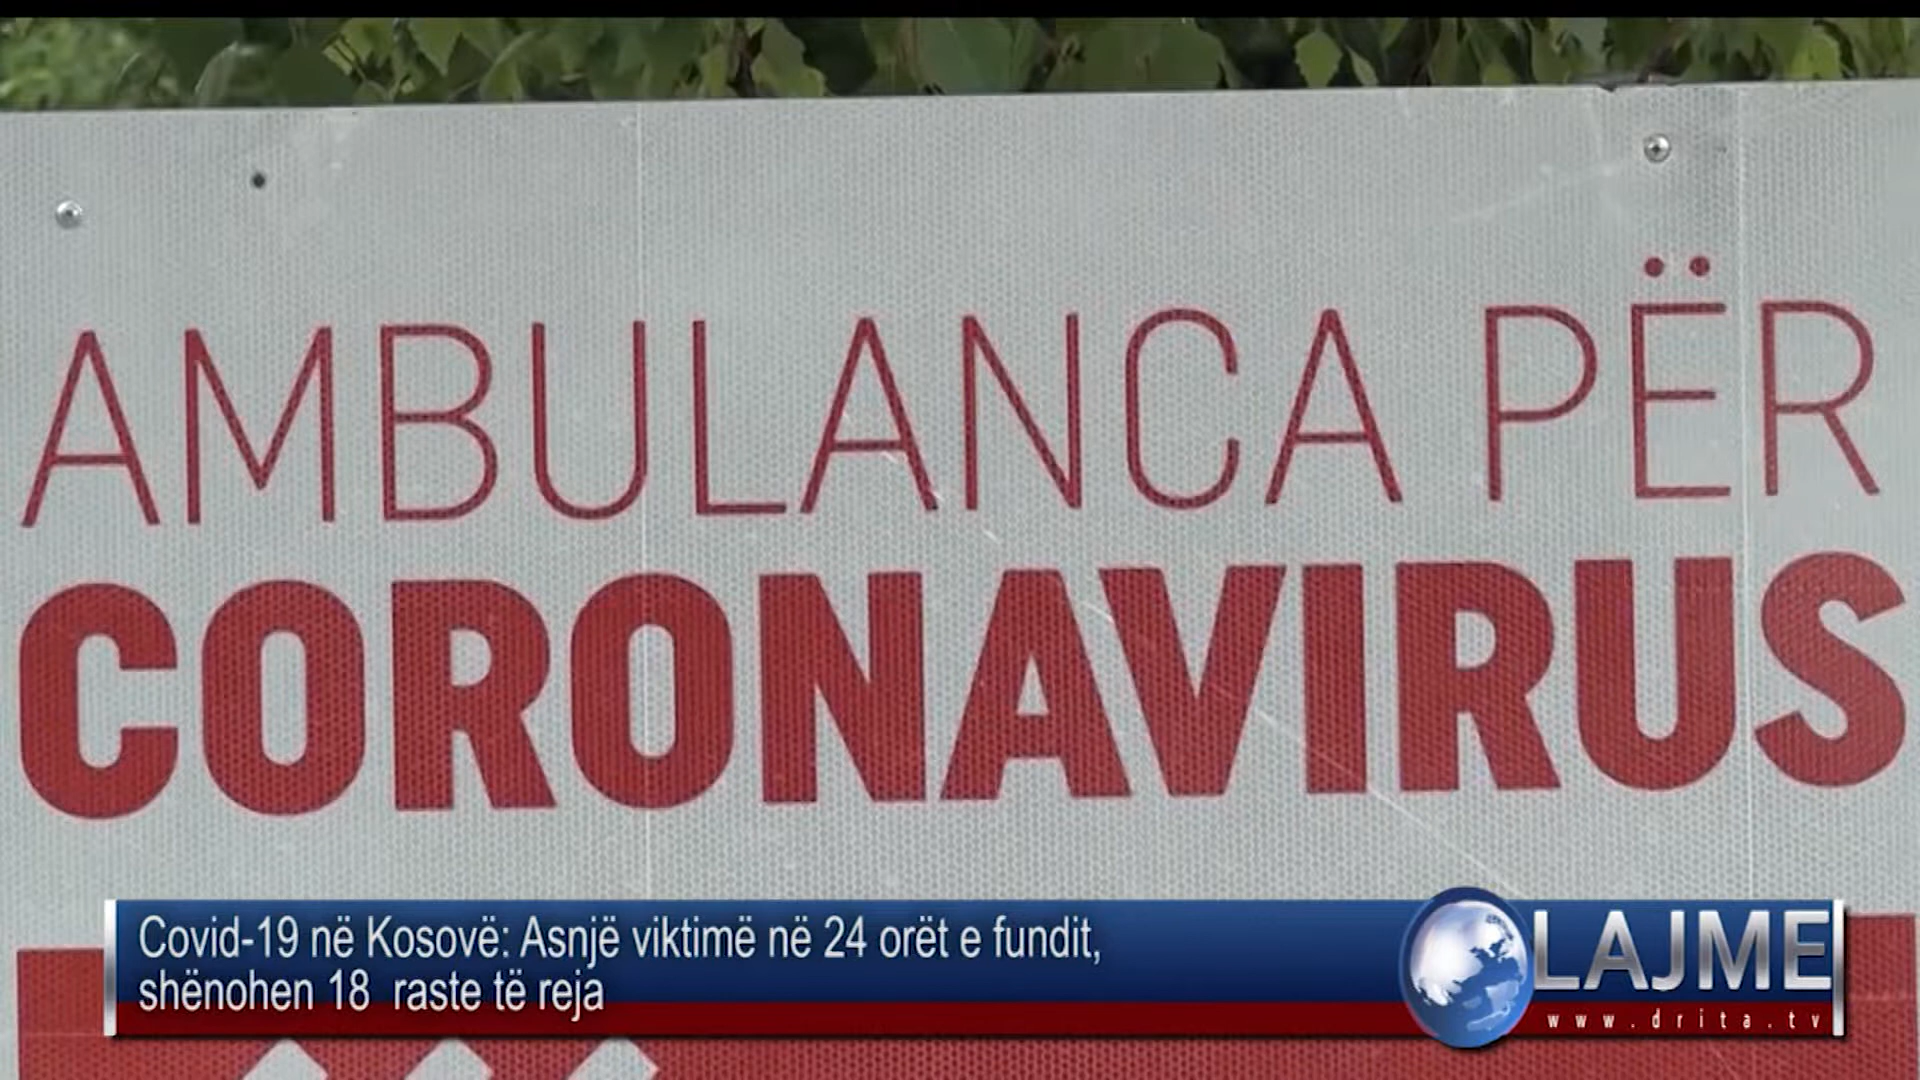 AMBULANCA PËR
CORONAVIRUS
Covid-19 në Kosovë: Asnjë viktimë në 24 orët e fundit,
shënohen 18 raste të reja
LAJME
www.drita.tv